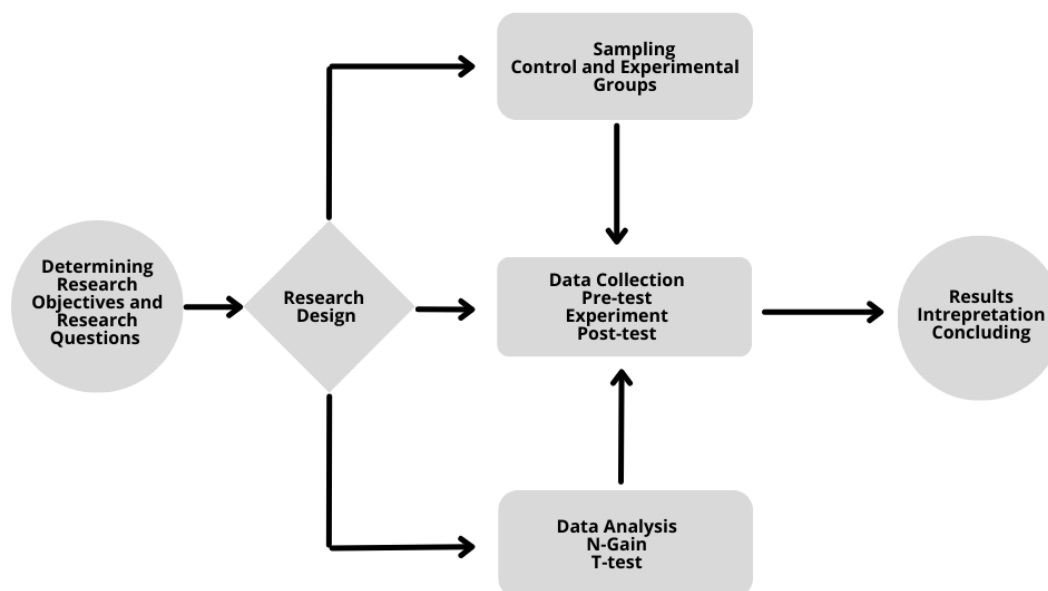 Sampling
Control and Experimental
Groups
Determining
Research
Objectives and
Research
Questions
Research
Design
Data Collection
Pre-test
Experiment
Post-test
Results
Intrepretation
Concluding
Data Analysis
N-Gain
T-test